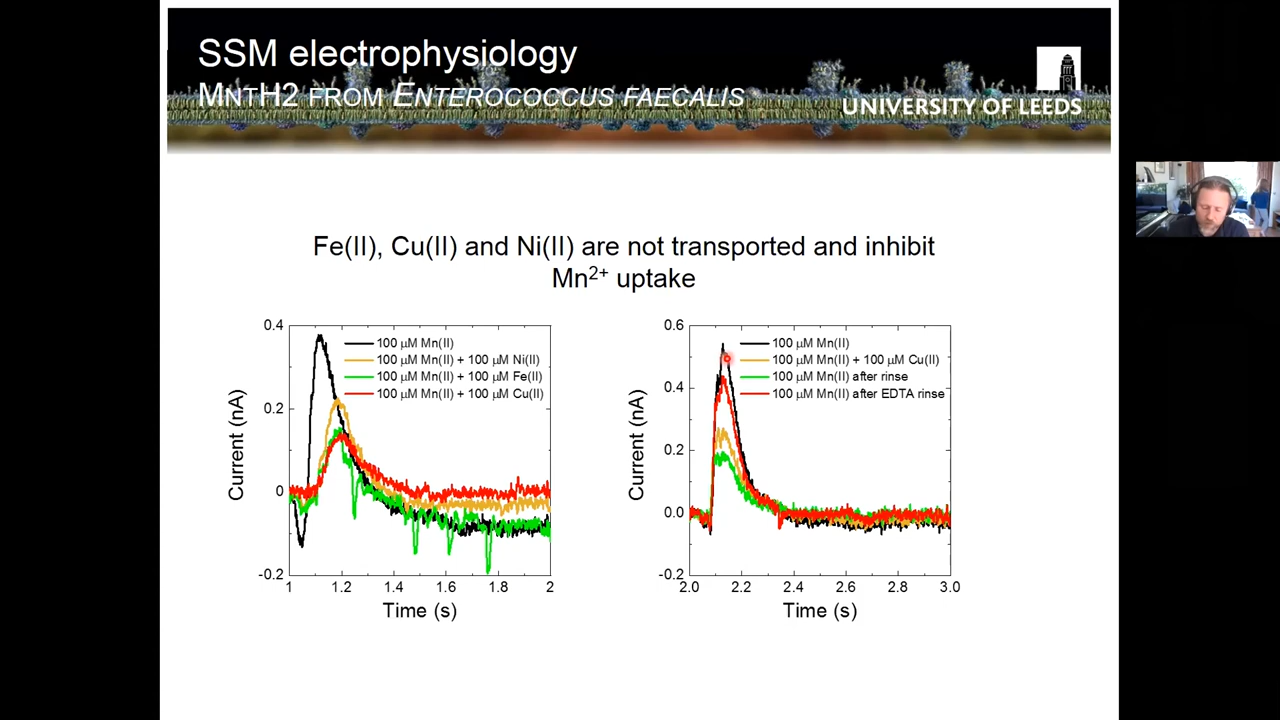 SSM electrophysiology
MNTH2 FROM ENTEROCOCCUS FAECALIS
UNIVERSITY OF LEEDS
Fe(II), Cu(II) and Ni(II) are not transported and inhibit
Mn2+ uptake
0.4
0.2
0
-0.2
Current (nA)
100 μM Mn(II)
100 μM Mn(II) + 100 μM Ni(II)
100 μM Mn(II) + 100 μM Fe(II)
100 μM Mn(II) + 100 μM Cu(II)
1 1.2 1.4 1.6 1.8 2
Time (s)
0.6
0.4
0.2
0.0
-0.2
Current (nA)
100 μM Mn(II)
100 μM Mn(II) + 100 μM Cu(II)
100 μM Mn(II) after rinse
100 μM Mn(II) after EDTA rinse
2.0 2.2 2.4 2.6 2.8 3.0
Time (s)